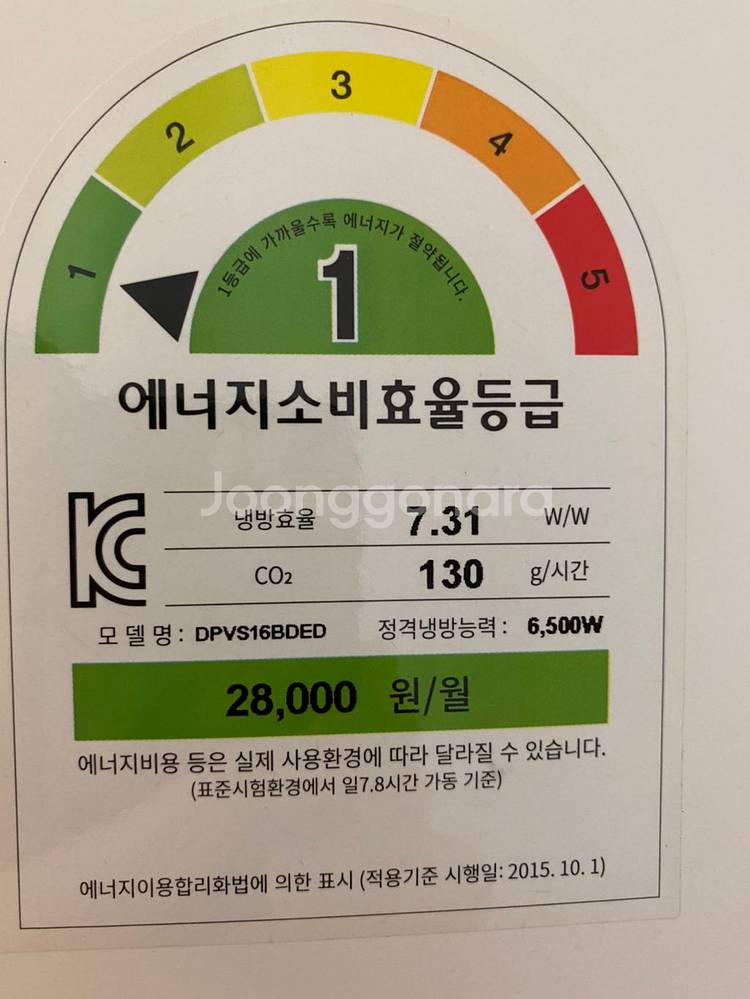 1
2
3
4
5
1등급에 가까울수록 에너지가 절약됩니다.
1
에너지소비효율등급
Joonggonara
냉방효율 7.31 W/W
CO₂ 130 g/시간
모델명: DPVS16BDED 정격냉방능력: 6,500W
28,000 원/월
에너지비용 등은 실제 사용환경에 따라 달라질 수 있습니다.
(표준시험환경에서 일7.8시간 가동 기준)
에너지이용합리화법에 의한 표시 (적용기준 시행일: 2015. 10. 1)